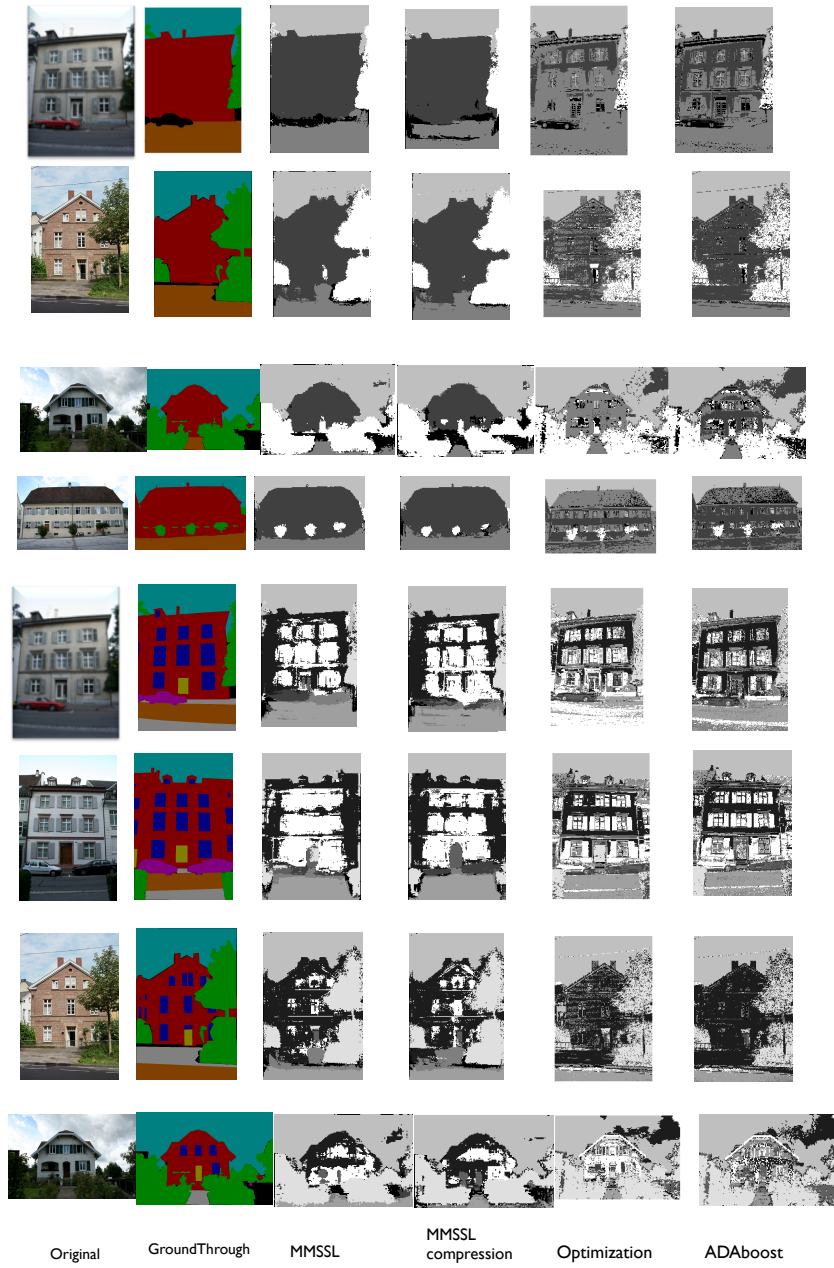 Original
GroundThrough
MMSSL
MMSSL
compression
Optimization
ADAboost